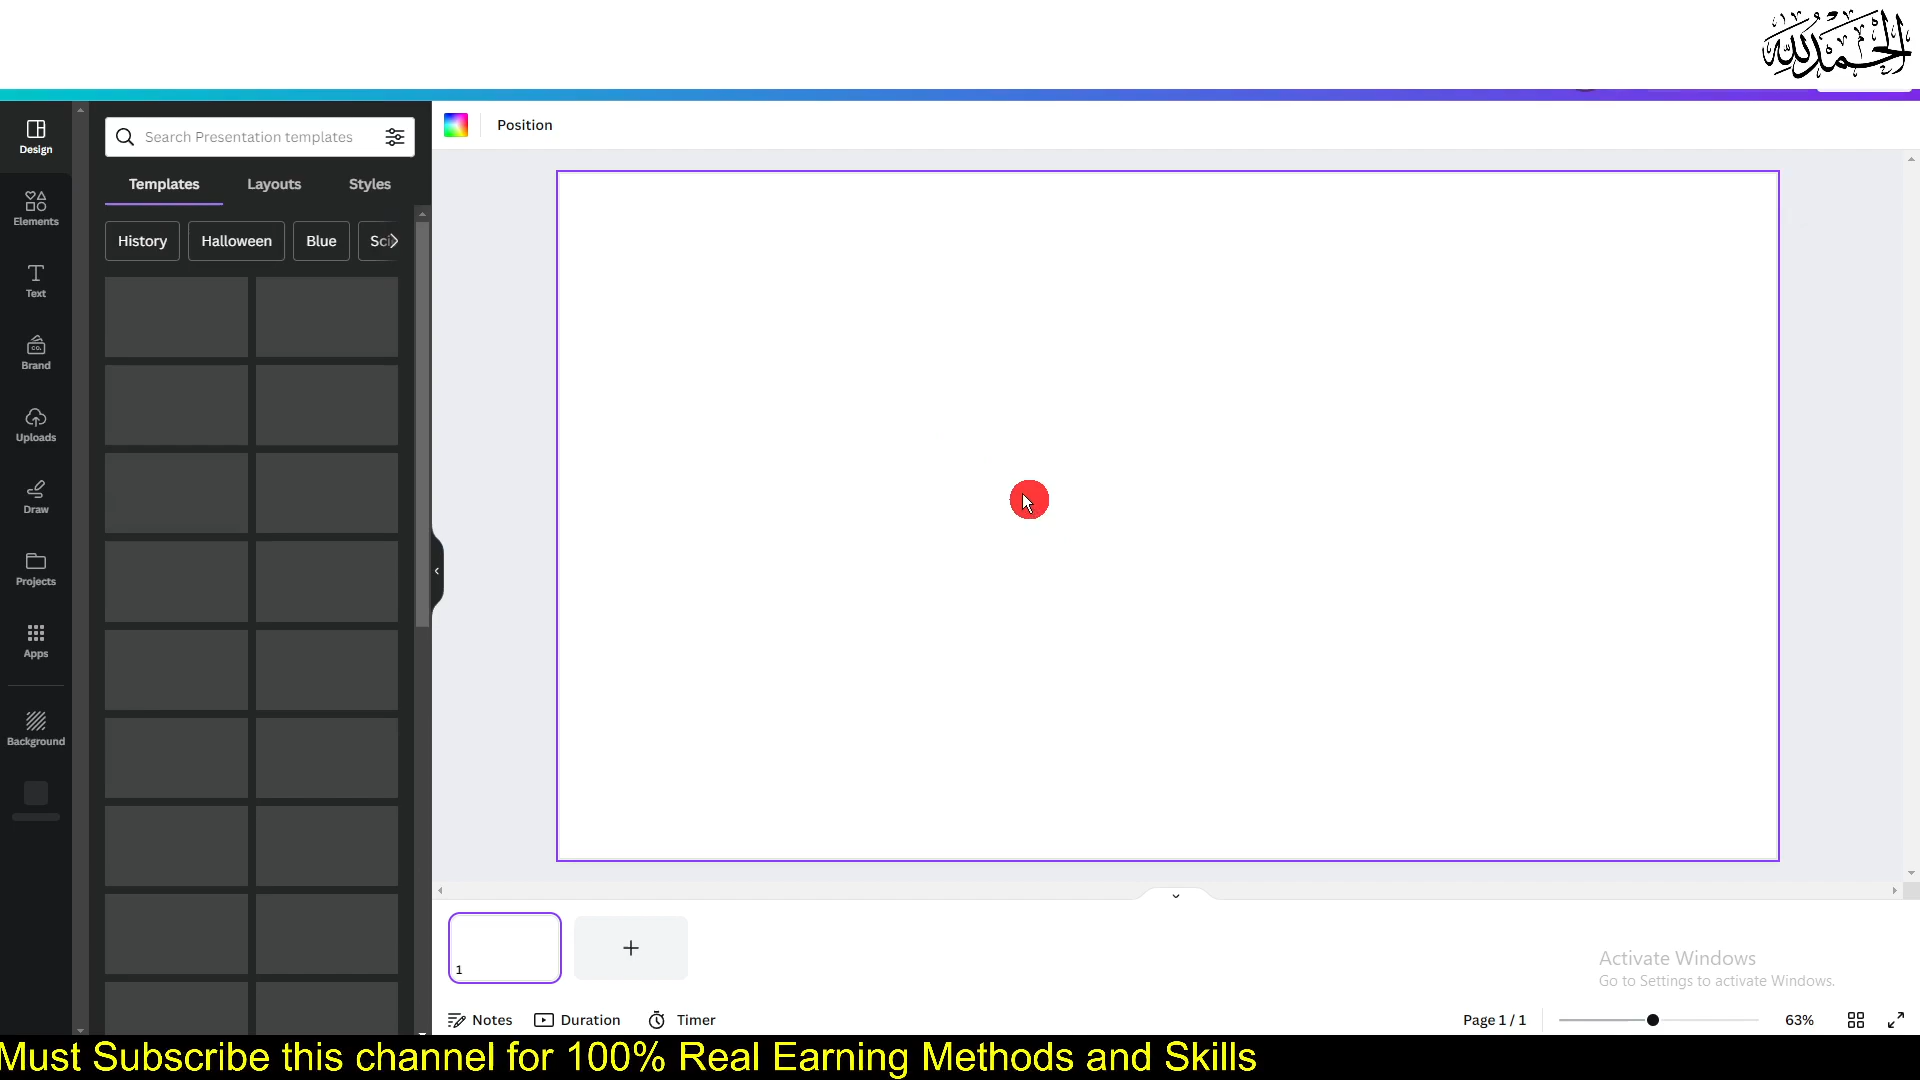 الحمد لله
Design
Search Presentation templates
Position
Templates
Layouts
Styles
Elements
History
Halloween
Blue
Sci
Text
Brand
Uploads
Draw
Projects
Apps
Background
1
Activate Windows
Go to Settings to activate Windows.
Notes
Duration
Timer
Page 1 / 1
63%
Must Subscribe this channel for 100% Real Earning Methods and Skills